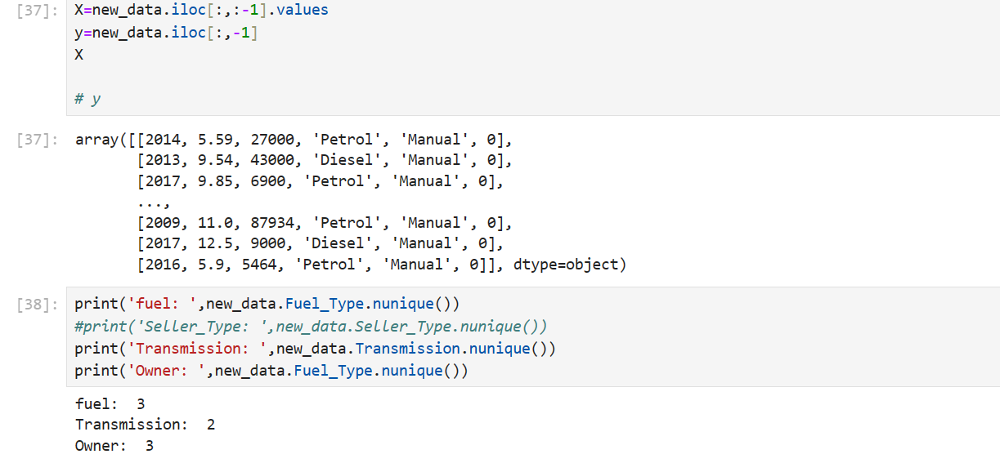 [37]: X=new_data.iloc[:,:-1].values
y=new_data.iloc[:,-1]
X
# y
[37]: array([[2014, 5.59, 27000, 'Petrol', 'Manual', 0],
[2013, 9.54, 43000, 'Diesel', 'Manual', 0],
[2017, 9.85, 6900, 'Petrol', 'Manual', 0],
...,
[2009, 11.0, 87934, 'Petrol', 'Manual', 0],
[2017, 12.5, 9000, 'Diesel', 'Manual', 0],
[2016, 5.9, 5464, 'Petrol', 'Manual', 0]], dtype=object)
[38]: print('fuel: ',new_data.Fuel_Type.nunique())
#print('Seller_Type: ',new_data.Seller_Type.nunique())
print('Transmission: ',new_data.Transmission.nunique())
print('Owner: ',new_data.Fuel_Type.nunique())
fuel:  3
Transmission:  2
Owner:  3